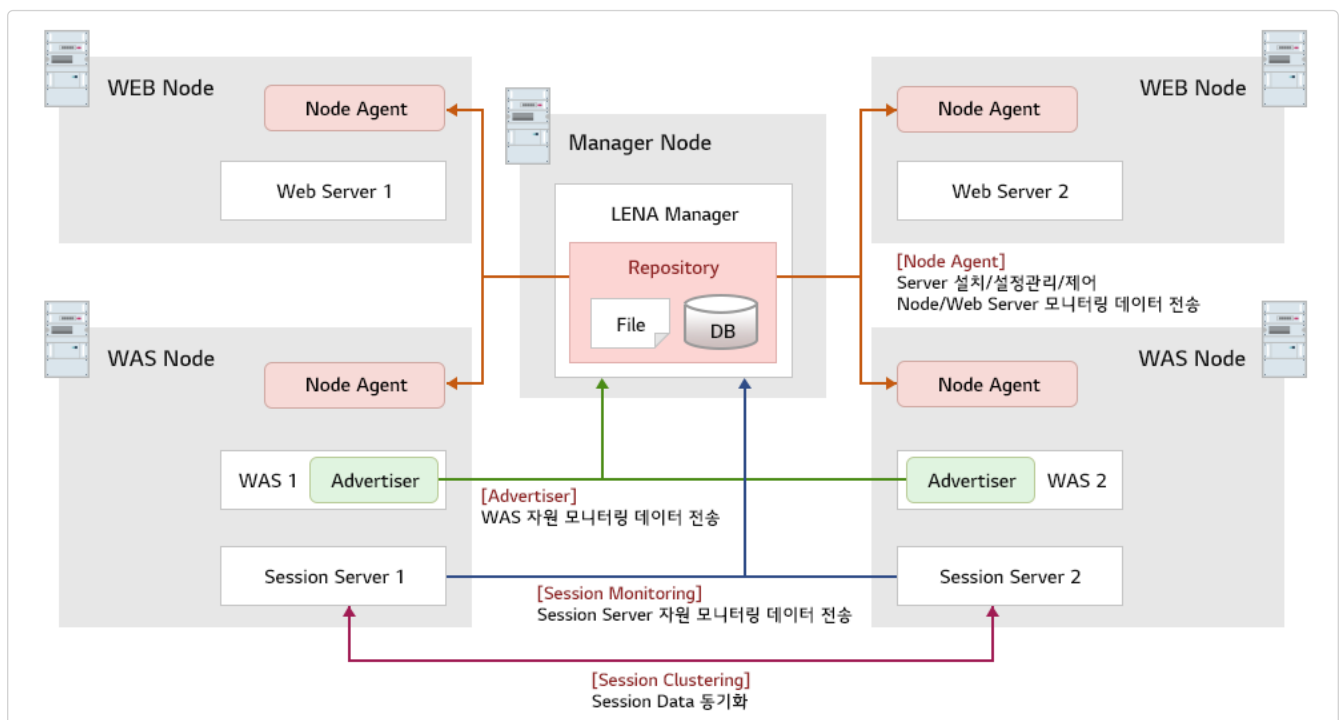 WEB Node
Node Agent
Web Server 1
Manager Node
LENA Manager
Repository
File
DB
WEB Node
Node Agent
Web Server 2
[Node Agent]
Server 설치/설정관리/제어
Node/Web Server 모니터링 데이터 전송
WAS Node
Node Agent
WAS 1
Advertiser
[Advertiser]
WAS 자원 모니터링 데이터 전송
Session Server 1
WAS Node
Node Agent
Advertiser
WAS 2
Session Server 2
[Session Monitoring]
Session Server 자원 모니터링 데이터 전송
[Session Clustering]
Session Data 동기화